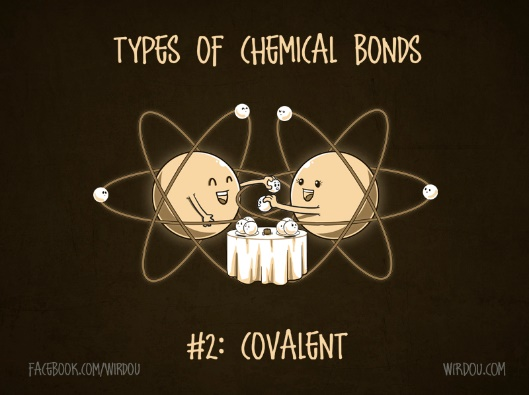 TYPES OF CHEMICAL BONDS
#2: COVALENT
FACEBOOK.COM/WIRDOU
WIRDOU.COM